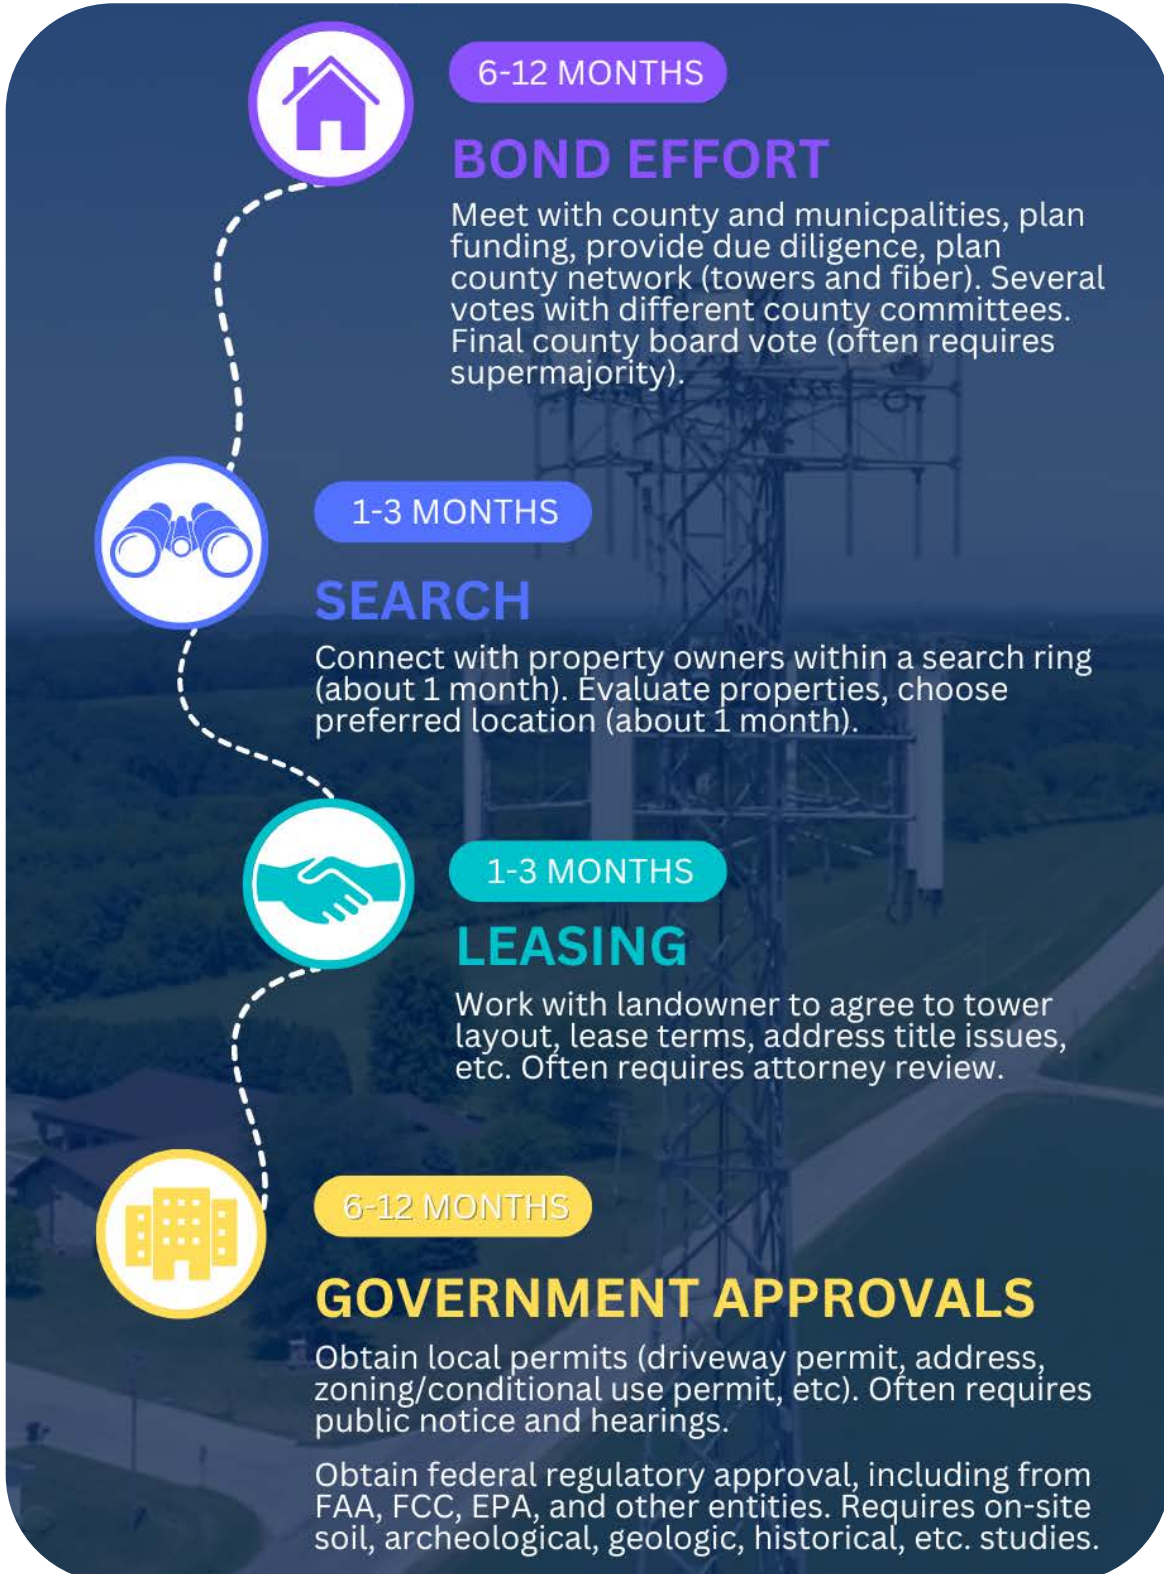 6-12 MONTHS
BOND EFFORT
Meet with county and municpalities, plan
funding, provide due diligence, plan
county network (towers and fiber). Several
votes with different county committees.
Final county board vote (often requires
supermajority).
1-3 MONTHS
SEARCH
Connect with property owners within a search ring
(about 1 month). Evaluate properties, choose
preferred location (about 1 month).
1-3 MONTHS
LEASING
Work with landowner to agree to tower
layout, lease terms, address title issues,
etc. Often requires attorney review.
6-12 MONTHS
GOVERNMENT APPROVALS
Obtain local permits (driveway permit, address,
zoning/conditional use permit, etc). Often requires
public notice and hearings.
Obtain federal regulatory approval, including from
FAA, FCC, EPA, and other entities. Requires on-site
soil, archeological, geologic, historical, etc. studies.